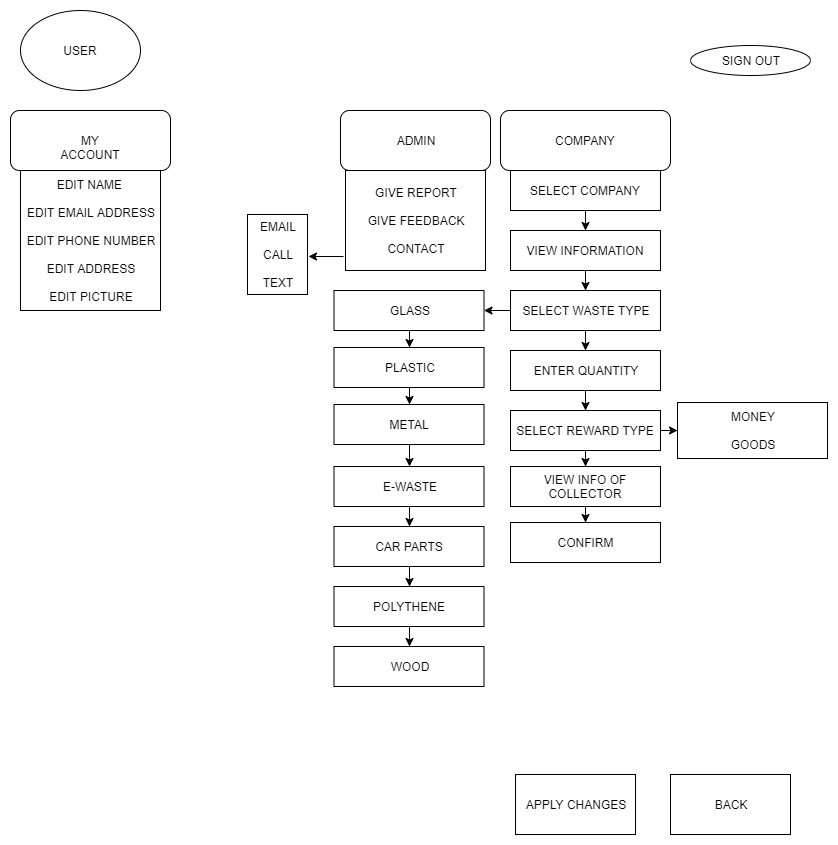 USER
SIGN OUT
MY
ACCOUNT
EDIT NAME
EDIT EMAIL ADDRESS
EDIT PHONE NUMBER
EDIT ADDRESS
EDIT PICTURE
ADMIN
GIVE REPORT
GIVE FEEDBACK
CONTACT
EMAIL
CALL
TEXT
COMPANY
SELECT COMPANY
VIEW INFORMATION
SELECT WASTE TYPE
GLASS
PLASTIC
METAL
E-WASTE
CAR PARTS
POLYTHENE
WOOD
ENTER QUANTITY
SELECT REWARD TYPE
MONEY
GOODS
VIEW INFO OF
COLLECTOR
CONFIRM
APPLY CHANGES
BACK